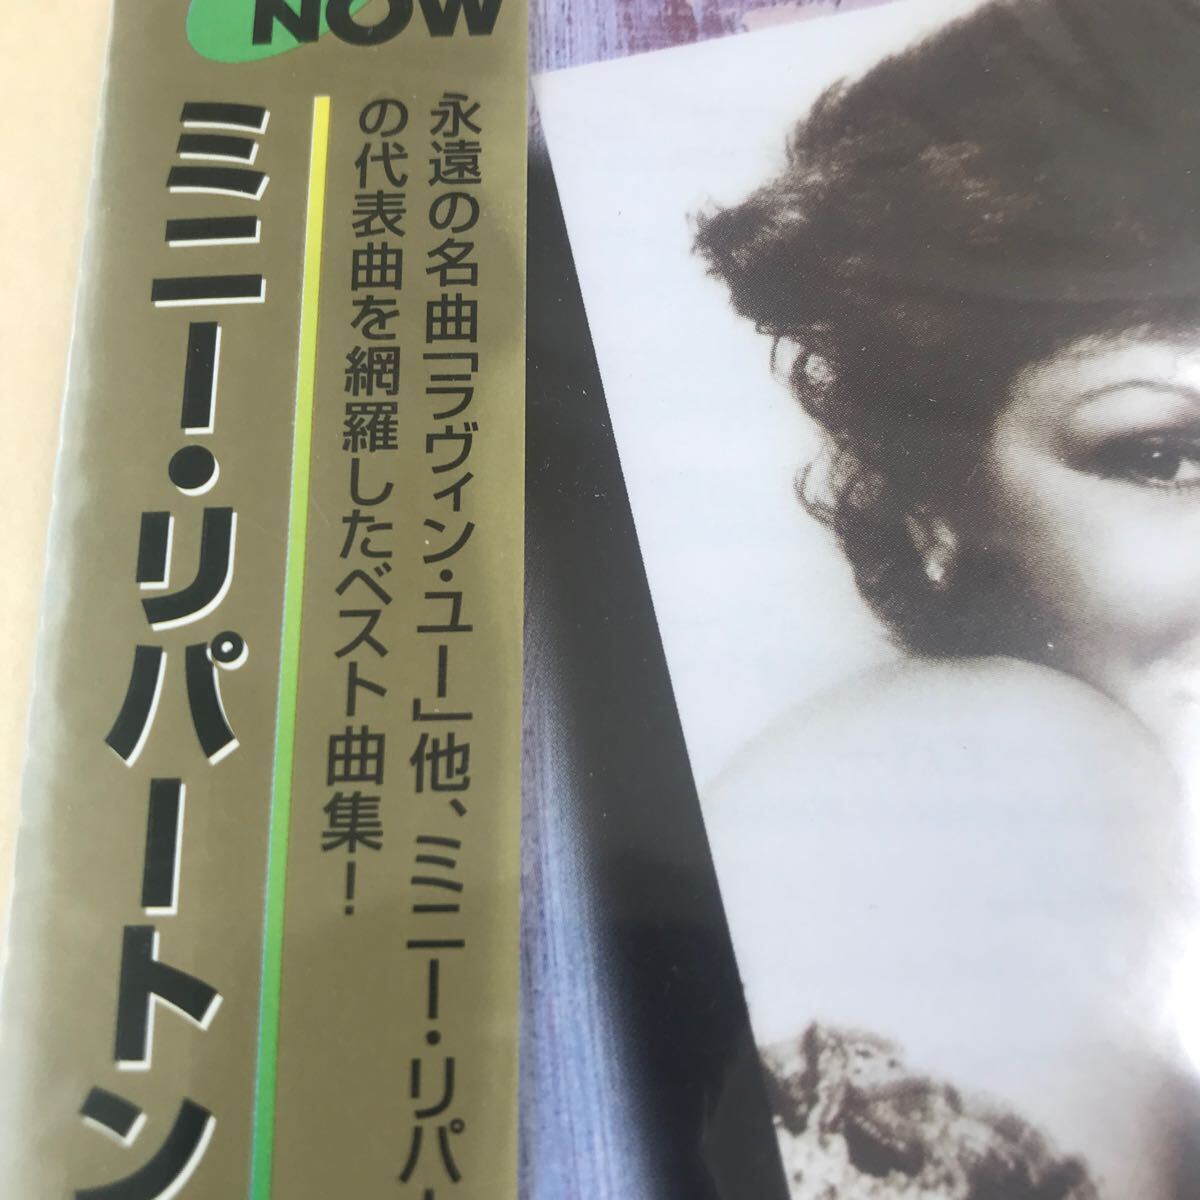 NOW
ミニー・リパートン
永遠の名曲「ラヴィン・ユー」他、ミニー・リパー
の代表曲を網羅したベスト曲集！